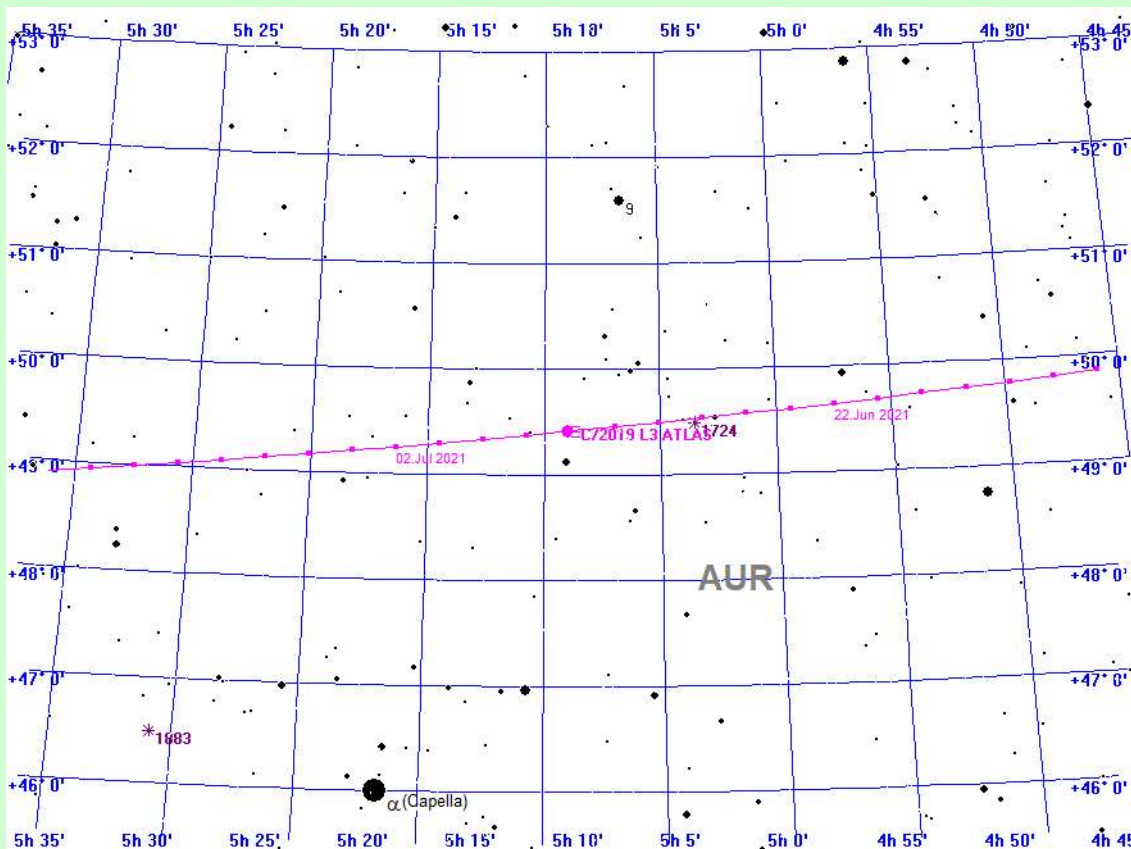 5h 35' 5h 30' 5h 25' 5h 20' 5h 15' 5h 10' 5h 5' 5h 0' 4h 55' 4h 50' 4h 45'
+53° 0' +53° 0'
+52° 0' +52° 0'
9
+51° 0' +51° 0'
+50° 0' +50° 0'
22.Jun 2021
C/2019 L3 ATLAS 1724
02.Jul 2021
+49° 0' +49° 0'
+48° 0' AUR +48° 0'
+47° 0' +47° 0'
1883
+46° 0' +46° 0'
α(Capella)
5h 35' 5h 30' 5h 25' 5h 20' 5h 15' 5h 10' 5h 5' 5h 0' 4h 55' 4h 50' 4h 45'